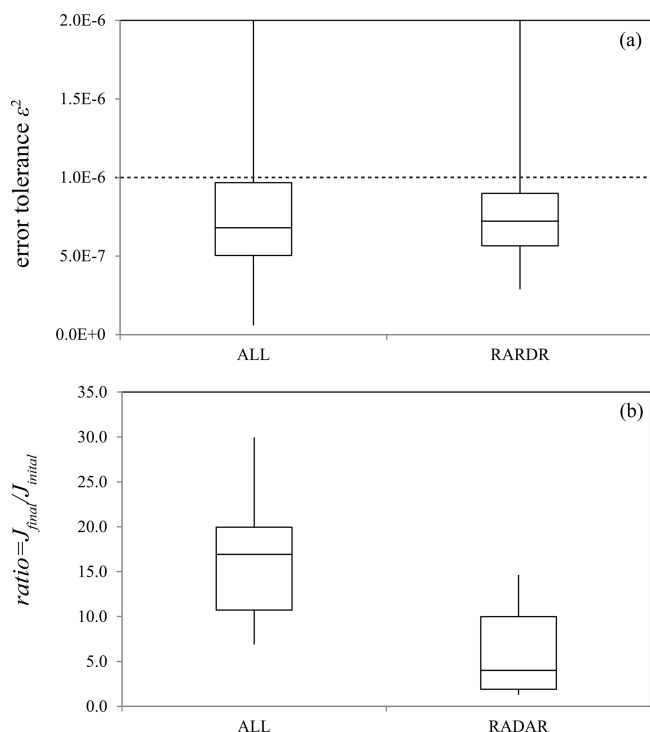 2.0E-6
(a)
1.5E-6
error tolerance ε²
1.0E-6
5.0E-7
0.0E+0
ALL RARDR
35.0
(b)
30.0
25.0
ratio=J_final/J_inital
20.0
15.0
10.0
5.0
0.0
ALL RADAR